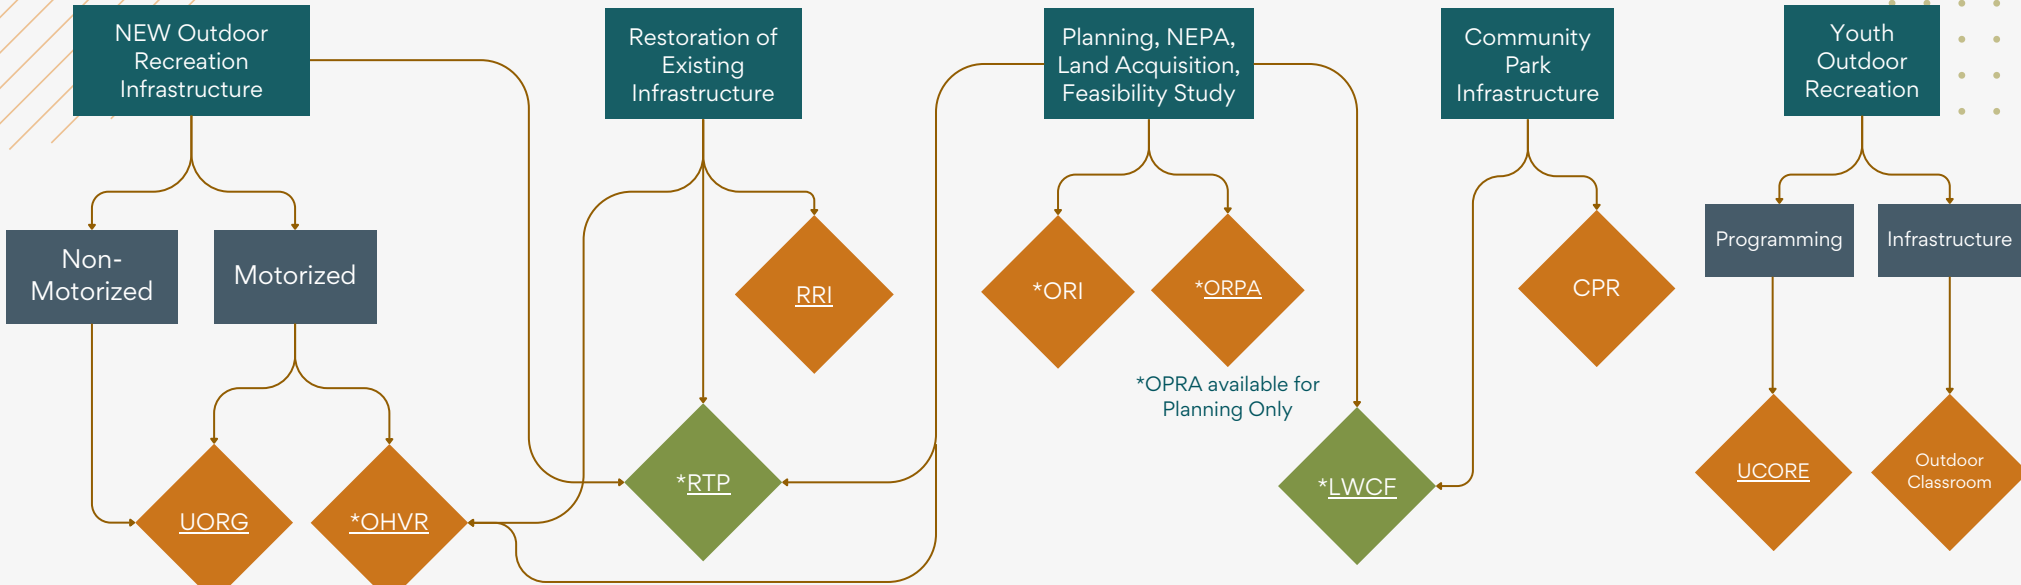 NEW Outdoor
Recreation
Infrastructure
Restoration of
Existing
Infrastructure
Planning, NEPA,
Land Acquisition,
Feasibility Study
Community
Park
Infrastructure
Youth
Outdoor
Recreation
Non-
Motorized
Motorized
Programming
Infrastructure
RRI
*ORI
*ORPA
CPR
*OPRA available for
Planning Only
UORG
*OHVR
*RTP
*LWCF
UCORE
Outdoor
Classroom